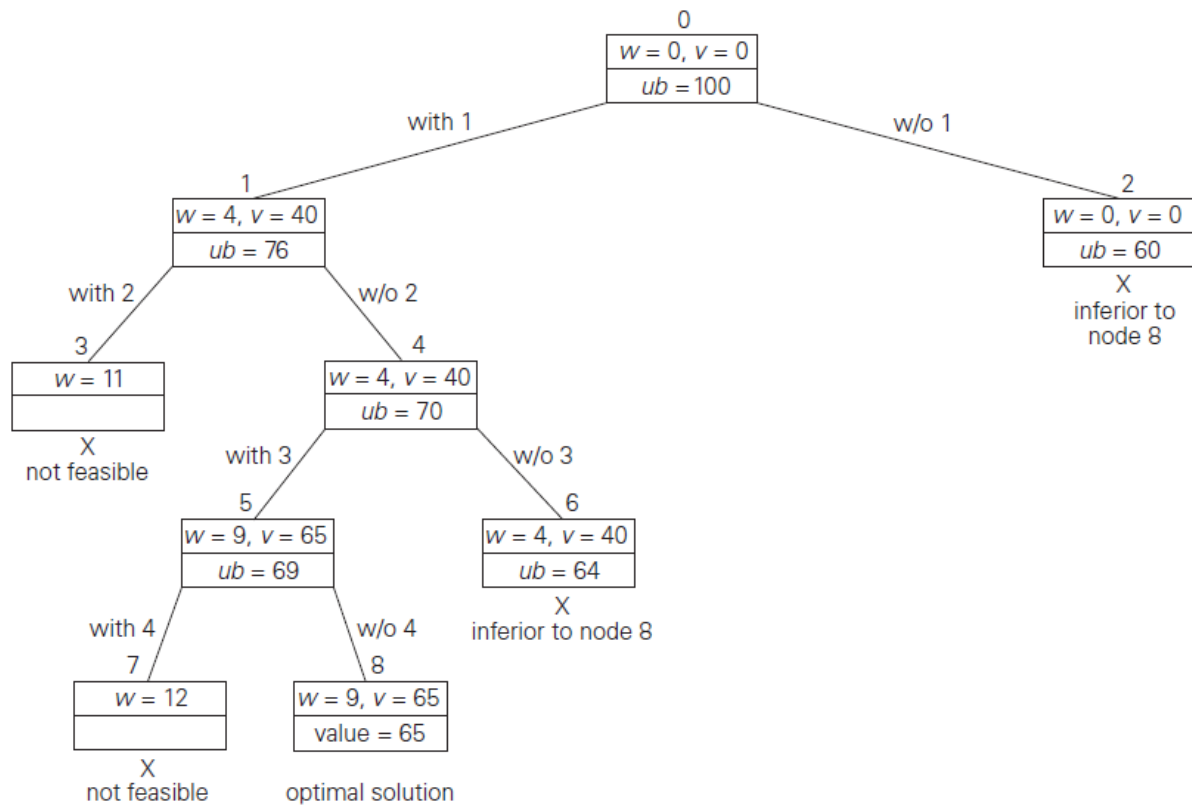 0
w = 0, v = 0
ub = 100
with 1
w/o 1
1
2
w = 4, v = 40
w = 0, v = 0
ub = 76
ub = 60
X
inferior to
node 8
with 2
w/o 2
3
4
w = 11
w = 4, v = 40
ub = 70
X
not feasible
with 3
w/o 3
5
6
w = 9, v = 65
w = 4, v = 40
ub = 69
ub = 64
X
inferior to node 8
with 4
w/o 4
7
8
w = 12
w = 9, v = 65
value = 65
X
not feasible
optimal solution